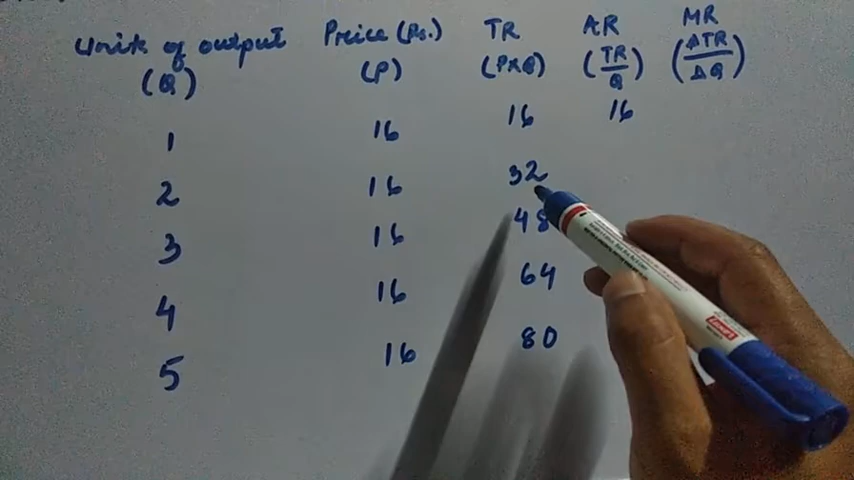 Units of output Price (Rs.) TR AR MR
(Q) (P) (P×Q) (TR/Q) (ΔTR/ΔQ)
1 16 16 16
2 16 32
3 16 48
4 16 64
5 16 80